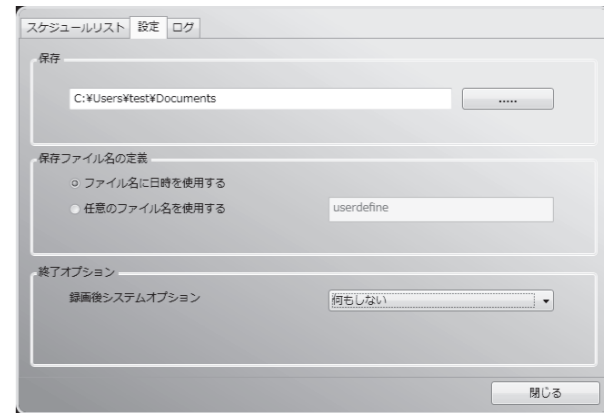 スケジュールリスト 設定 ログ
保存
C:¥Users¥test¥Documents .....
保存ファイル名の定義
ファイル名に日時を使用する
任意のファイル名を使用する userdefine
終了オプション
録画後システムオプション 何もしない
閉じる